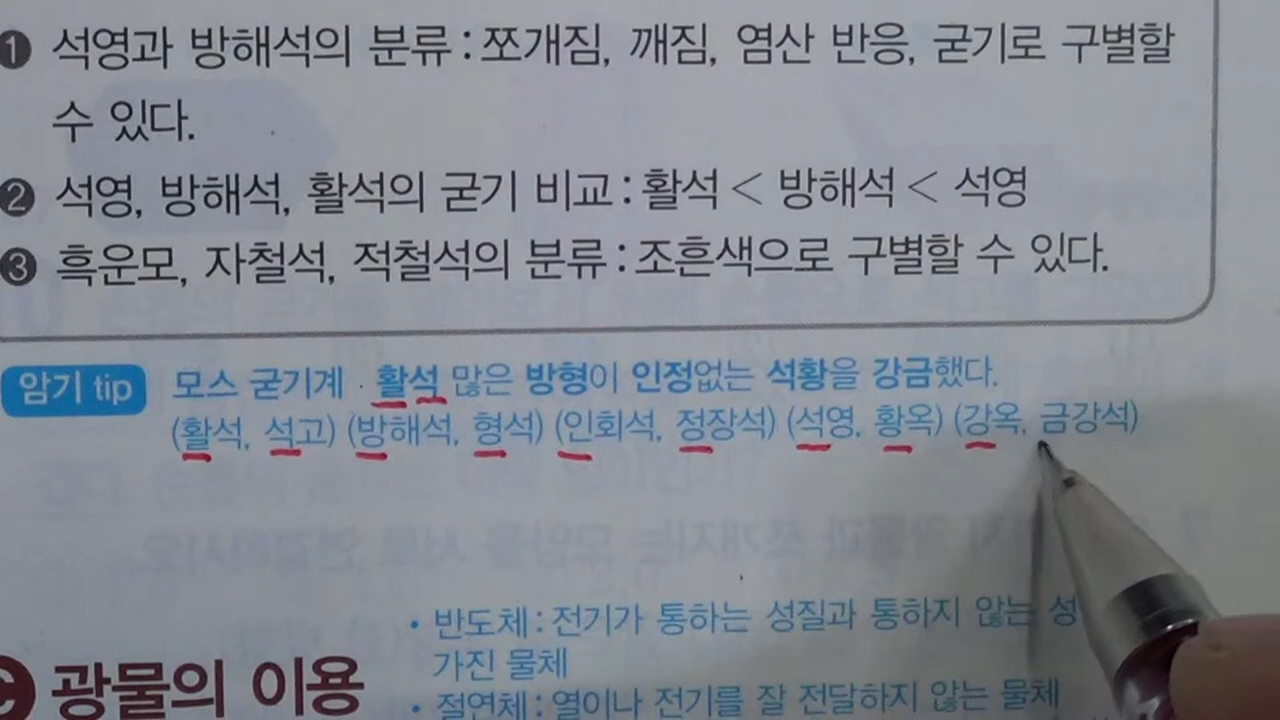 ❶ 석영과 방해석의 분류 : 쪼개짐, 깨짐, 염산 반응, 굳기로 구별할
수 있다.
❷ 석영, 방해석, 활석의 굳기 비교 : 활석 < 방해석 < 석영
❸ 흑운모, 자철석, 적철석의 분류 : 조흔색으로 구별할 수 있다.
암기 tip 모스 굳기계 · 활석 많은 방형이 인정없는 석황을 강금했다.
(활석, 석고) (방해석, 형석) (인회석, 정장석) (석영, 황옥) (강옥, 금강석)
• 반도체 : 전기가 통하는 성질과 통하지 않는 성
가진 물체
C 광물의 이용
• 절연체 : 열이나 전기를 잘 전달하지 않는 물체